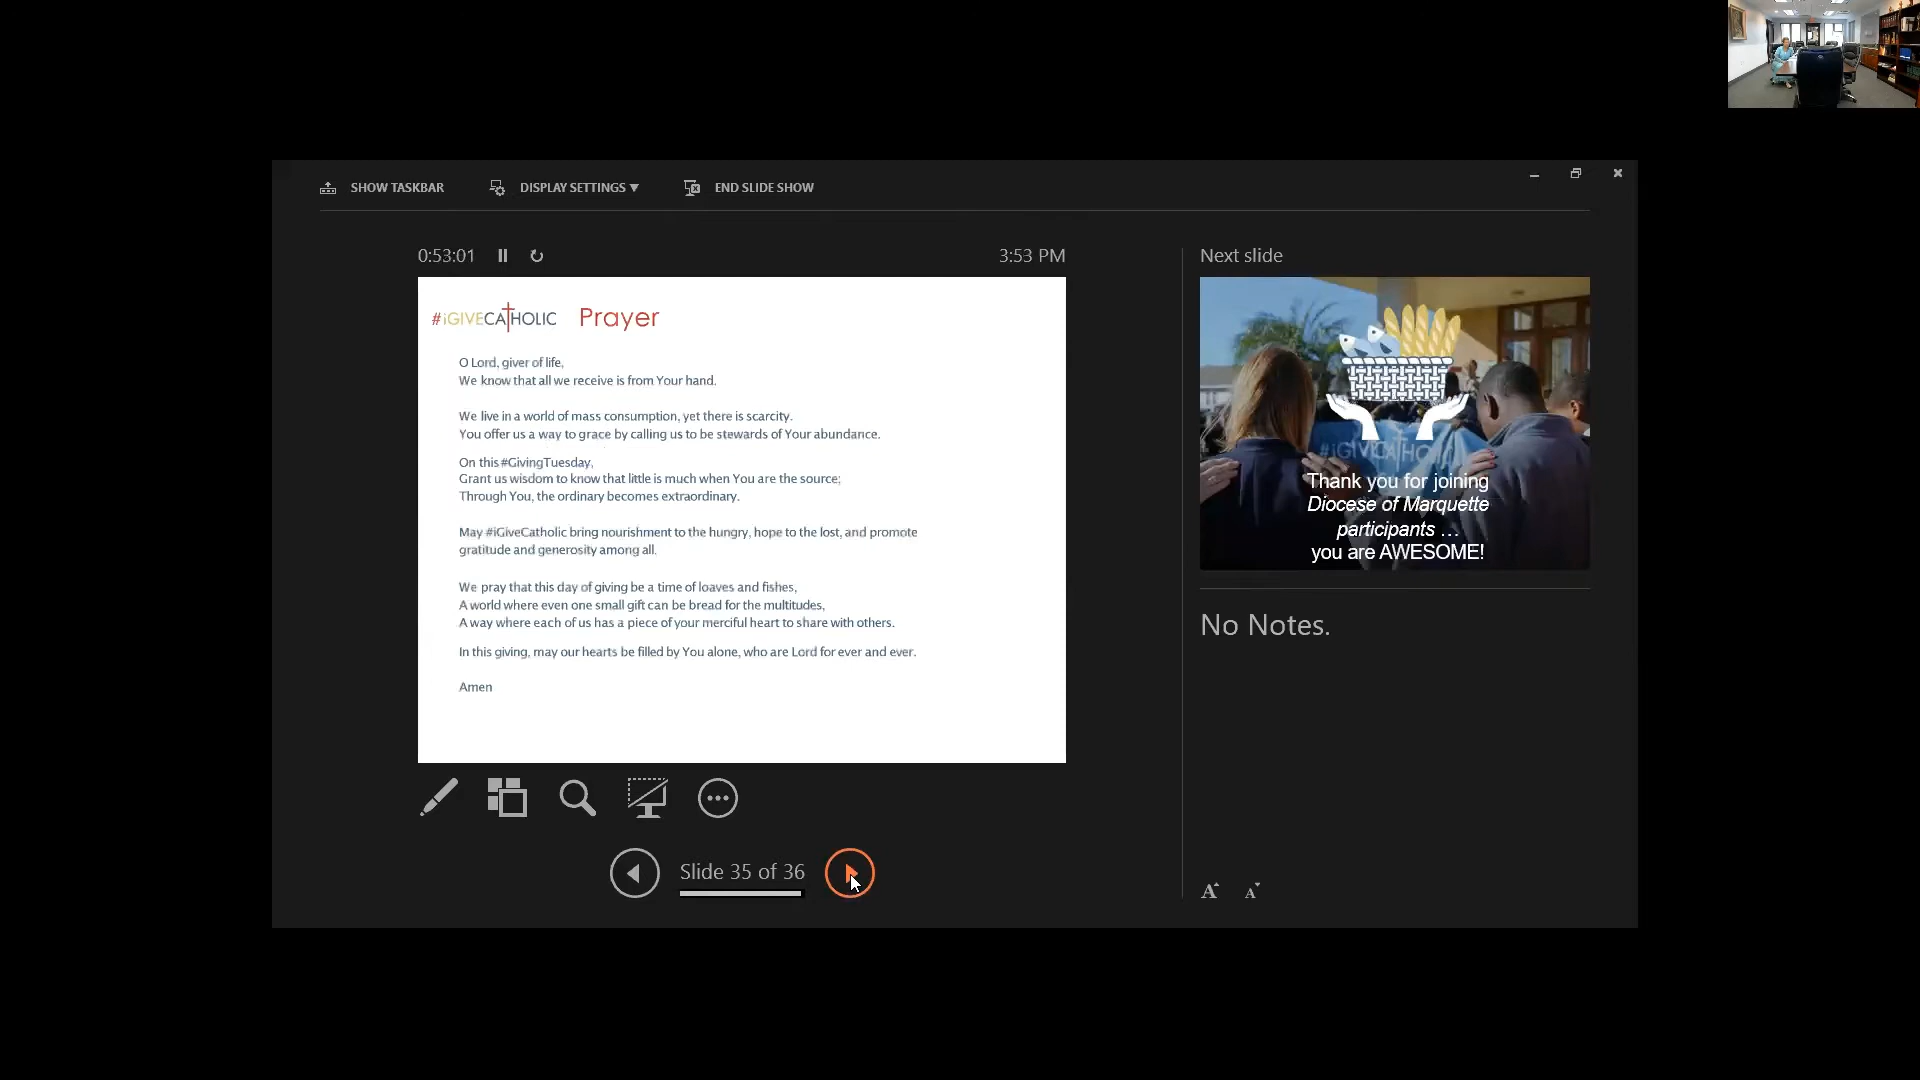 SHOW TASKBAR
DISPLAY SETTINGS ▼
END SLIDE SHOW
0:53:01
3:53 PM
#iGIVECATHOLIC Prayer
O Lord, giver of life,
We know that all we receive is from Your hand.
We live in a world of mass consumption, yet there is scarcity.
You offer us a way to grace by calling us to be stewards of Your abundance.
On this #GivingTuesday,
Grant us wisdom to know that little is much when You are the source;
Through You, the ordinary becomes extraordinary.
May #iGiveCatholic bring nourishment to the hungry, hope to the lost, and promote
gratitude and generosity among all.
We pray that this day of giving be a time of loaves and fishes,
A world where even one small gift can be bread for the multitudes,
A way where each of us has a piece of your merciful heart to share with others.
In this giving, may our hearts be filled by You alone, who are Lord for ever and ever.
Amen
Slide 35 of 36
Next slide
#iGIVECATHOLIC
Thank you for joining
Diocese of Marquette
participants …
you are AWESOME!
No Notes.
A A